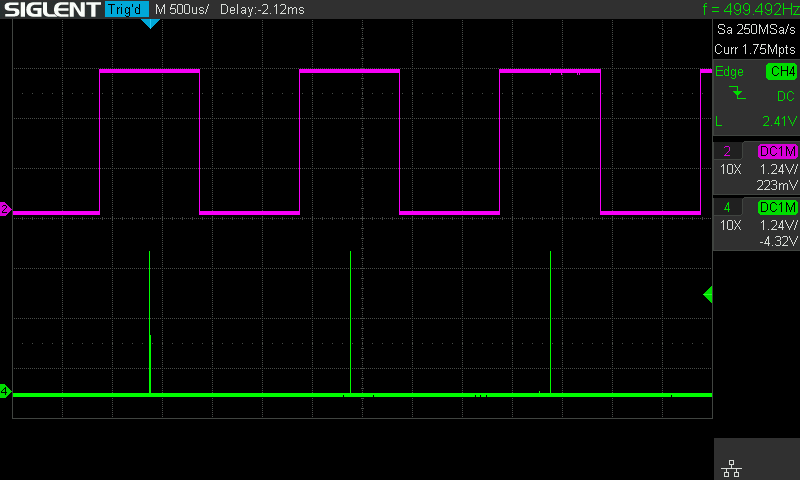 SIGLENT Trig'd M 500us/ Delay:-2.12ms f = 499.492Hz
Sa 250MSa/s
Curr 1.75Mpts
Edge CH4
DC
L 2.41V
2 DC1M
10X 1.24V/
223mV
4 DC1M
10X 1.24V/
-4.32V
2
4